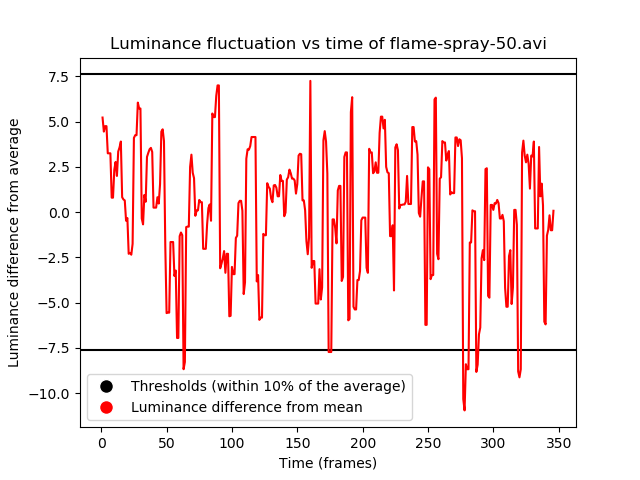 Luminance fluctuation vs time of flame-spray-50.avi
Luminance difference from average
7.5
5.0
2.5
0.0
−2.5
−5.0
−7.5
−10.0
Thresholds (within 10% of the average)
Luminance difference from mean
0 50 100 150 200 250 300 350
Time (frames)